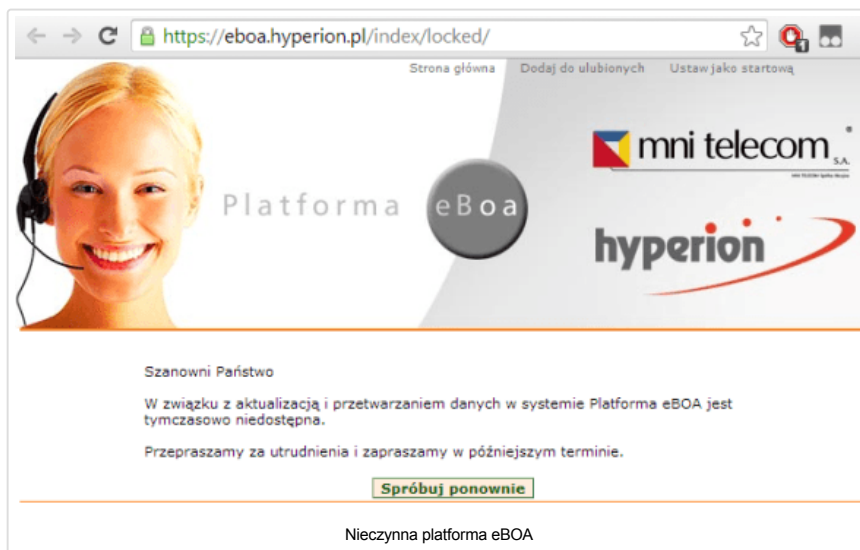 https://eboa.hyperion.pl/index/locked/
1
Strona główna Dodaj do ulubionych Ustaw jako startową
mni telecom S.A.
Platforma eBoa
hyperion
Szanowni Państwo
W związku z aktualizacją i przetwarzaniem danych w systemie Platforma eBOA jest
tymczasowo niedostępna.
Przepraszamy za utrudnienia i zapraszamy w późniejszym terminie.
Spróbuj ponownie
Nieczynna platforma eBOA